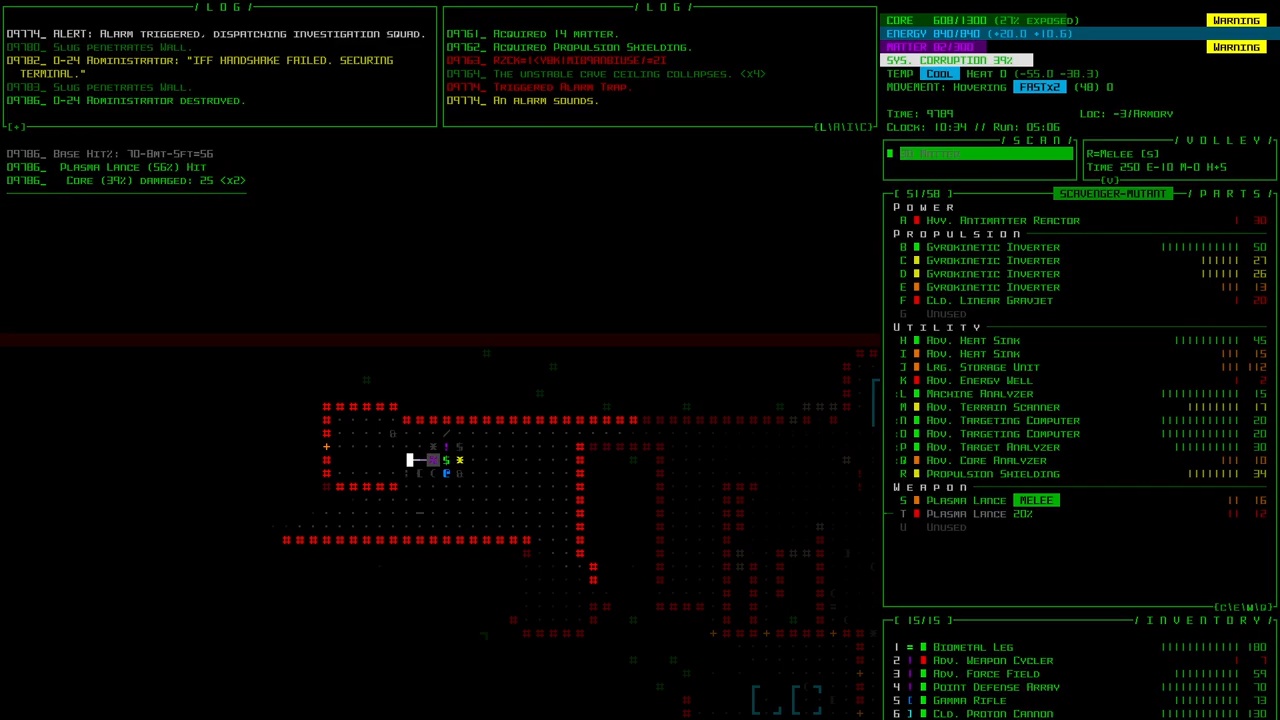 / L O G /
09774_ ALERT: ALARM TRIGGERED, DISPATCHING INVESTIGATION SQUAD.
09780_ SLUG PENETRATES WALL.
09782_ 0-24 ADMINISTRATOR: "IFF HANDSHAKE FAILED. SECURING
TERMINAL."
09783_ SLUG PENETRATES WALL.
09786_ 0-24 ADMINISTRATOR DESTROYED.
[+]
/ L O G /
09761_ ACQUIRED 14 MATTER.
09762_ ACQUIRED PROPULSION SHIELDING.
09764_ THE UNSTABLE CAVE CEILING COLLAPSES. <x4>
09774_ TRIGGERED ALARM TRAP.
09774_ AN ALARM SOUNDS.
(L\A\I\C)
09786_ BASE HIT%: 70-8MT-5FT=56
09786_ PLASMA LANCE (56%) HIT
09786_ CORE (39%) DAMAGED: 25 <x2>
CORE 608/1300 (27% EXPOSED) WARNING
ENERGY 840/840 (+20.0 +10.6)
MATTER 82/300 WARNING
SYS. CORRUPTION 39%
TEMP COOL HEAT 0 (-55.0 -38.3)
MOVEMENT: HOVERING FASTx2 (48) 0
TIME: 9789 LOC: -3/ARMORY
CLOCK: 10:34 // RUN: 05:06
/ S C A N /
/ V O L L E Y /
R=MELEE [S]
TIME 250 E-10 M-0 H+5
(V)
[ 51/58 ] SCAVENGER-MUTANT / P A R T S /
POWER
A HVY. ANTIMATTER REACTOR 30
PROPULSION
B GYROKINETIC INVERTER 50
C GYROKINETIC INVERTER 27
D GYROKINETIC INVERTER 26
E GYROKINETIC INVERTER 13
F CLD. LINEAR GRAVJET 20
G UNUSED
UTILITY
H ADV. HEAT SINK 45
I ADV. HEAT SINK 15
J LRG. STORAGE UNIT 112
K ADV. ENERGY WELL 2
:L MACHINE ANALYZER 15
M ADV. TERRAIN SCANNER 17
:N ADV. TARGETING COMPUTER 20
:O ADV. TARGETING COMPUTER 20
:P ADV. TARGET ANALYZER 30
:Q ADV. CORE ANALYZER 10
R PROPULSION SHIELDING 34
WEAPON
S PLASMA LANCE MELEE 16
T PLASMA LANCE 20% 12
U UNUSED
(C\E\W\Q)
[ 15/15 ] / I N V E N T O R Y /
1 = BIOMETAL LEG 180
2 ADV. WEAPON CYCLER 7
3 ADV. FORCE FIELD 59
4 POINT DEFENSE ARRAY 70
5 ( GAMMA RIFLE 73
6 ) CLD. PROTON CANNON 130